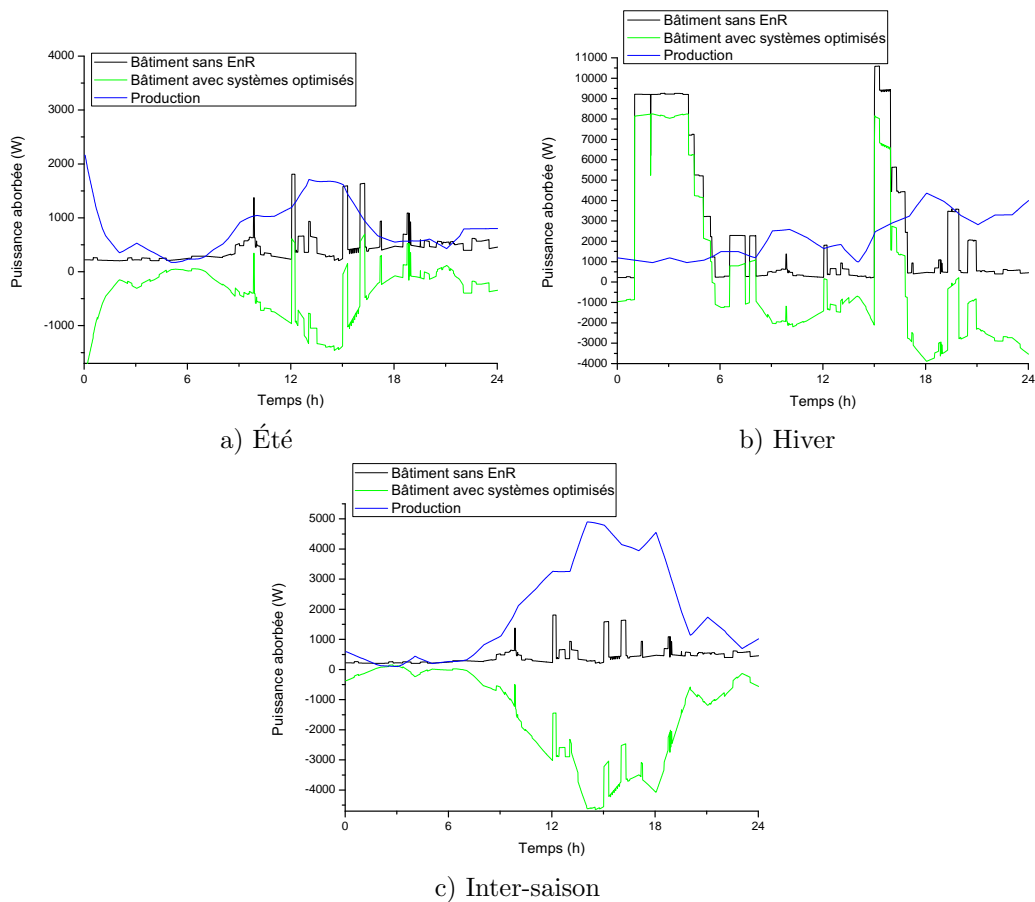 Bâtiment sans EnR
Bâtiment avec systèmes optimisés
Production
4000
3000
2000
1000
0
-1000
Puissance aborbée (W)
0
6
12
18
24
Temps (h)
a) Été
Bâtiment sans EnR
Bâtiment avec systèmes optimisés
Production
11000
10000
9000
8000
7000
6000
5000
4000
3000
2000
1000
0
-1000
-2000
-3000
-4000
Puissance aborbée (W)
0
6
12
18
24
Temps (h)
b) Hiver
Bâtiment sans EnR
Bâtiment avec systèmes optimisés
Production
5000
4000
3000
2000
1000
0
-1000
-2000
-3000
-4000
Puissance aborbée (W)
0
6
12
18
24
Temps (h)
c) Inter-saison